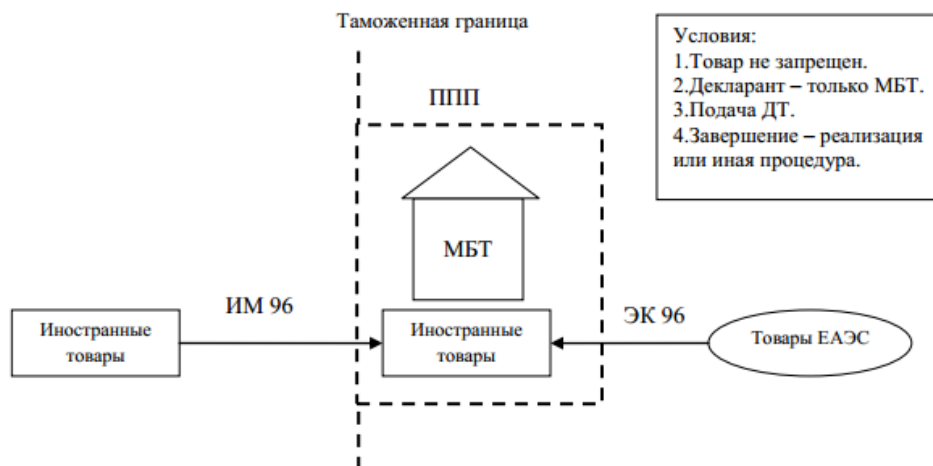 Таможенная граница
Условия:
1.Товар не запрещен.
2.Декларант – только МБТ.
3.Подача ДТ.
4.Завершение – реализация
или иная процедура.
ППП
МБТ
ИМ 96
ЭК 96
Иностранные
товары
Иностранные
товары
Товары ЕАЭС